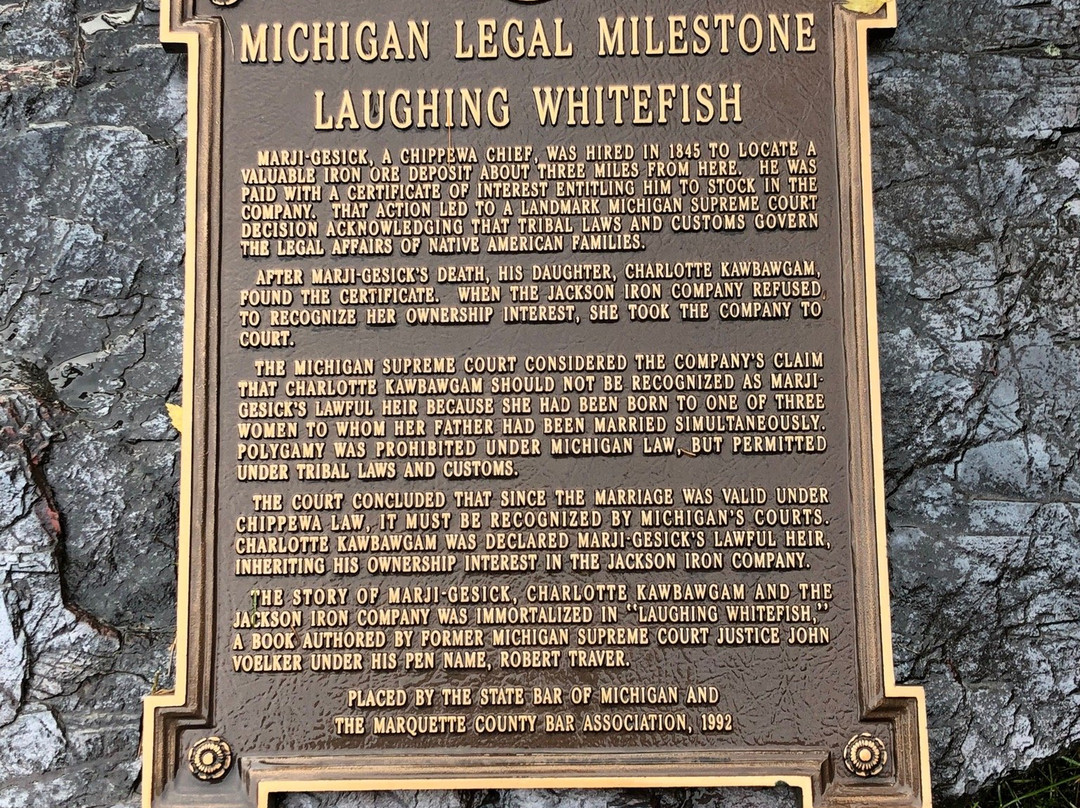 MICHIGAN LEGAL MILESTONE
LAUGHING WHITEFISH
MARJI-GESICK, A CHIPPEWA CHIEF, WAS HIRED IN 1845 TO LOCATE A
VALUABLE IRON ORE DEPOSIT ABOUT THREE MILES FROM HERE. HE WAS
PAID WITH A CERTIFICATE OF INTEREST ENTITLING HIM TO STOCK IN THE
COMPANY. THAT ACTION LED TO A LANDMARK MICHIGAN SUPREME COURT
DECISION ACKNOWLEDGING THAT TRIBAL LAWS AND CUSTOMS GOVERN
THE LEGAL AFFAIRS OF NATIVE AMERICAN FAMILIES.
AFTER MARJI-GESICK'S DEATH, HIS DAUGHTER, CHARLOTTE KAWBAWGAM,
FOUND THE CERTIFICATE. WHEN THE JACKSON IRON COMPANY REFUSED
TO RECOGNIZE HER OWNERSHIP INTEREST, SHE TOOK THE COMPANY TO
COURT.
THE MICHIGAN SUPREME COURT CONSIDERED THE COMPANY'S CLAIM
THAT CHARLOTTE KAWBAWGAM SHOULD NOT BE RECOGNIZED AS MARJI-
GESICK'S LAWFUL HEIR BECAUSE SHE HAD BEEN BORN TO ONE OF THREE
WOMEN TO WHOM HER FATHER HAD BEEN MARRIED SIMULTANEOUSLY.
POLYGAMY WAS PROHIBITED UNDER MICHIGAN LAW, BUT PERMITTED
UNDER TRIBAL LAWS AND CUSTOMS.
THE COURT CONCLUDED THAT SINCE THE MARRIAGE WAS VALID UNDER
CHIPPEWA LAW, IT MUST BE RECOGNIZED BY MICHIGAN'S COURTS.
CHARLOTTE KAWBAWGAM WAS DECLARED MARJI-GESICK'S LAWFUL HEIR,
INHERITING HIS OWNERSHIP INTEREST IN THE JACKSON IRON COMPANY.
THE STORY OF MARJI-GESICK, CHARLOTTE KAWBAWGAM AND THE
JACKSON IRON COMPANY WAS IMMORTALIZED IN "LAUGHING WHITEFISH,"
A BOOK AUTHORED BY FORMER MICHIGAN SUPREME COURT JUSTICE JOHN
VOELKER UNDER HIS PEN NAME, ROBERT TRAVER.
PLACED BY THE STATE BAR OF MICHIGAN AND
THE MARQUETTE COUNTY BAR ASSOCIATION, 1992